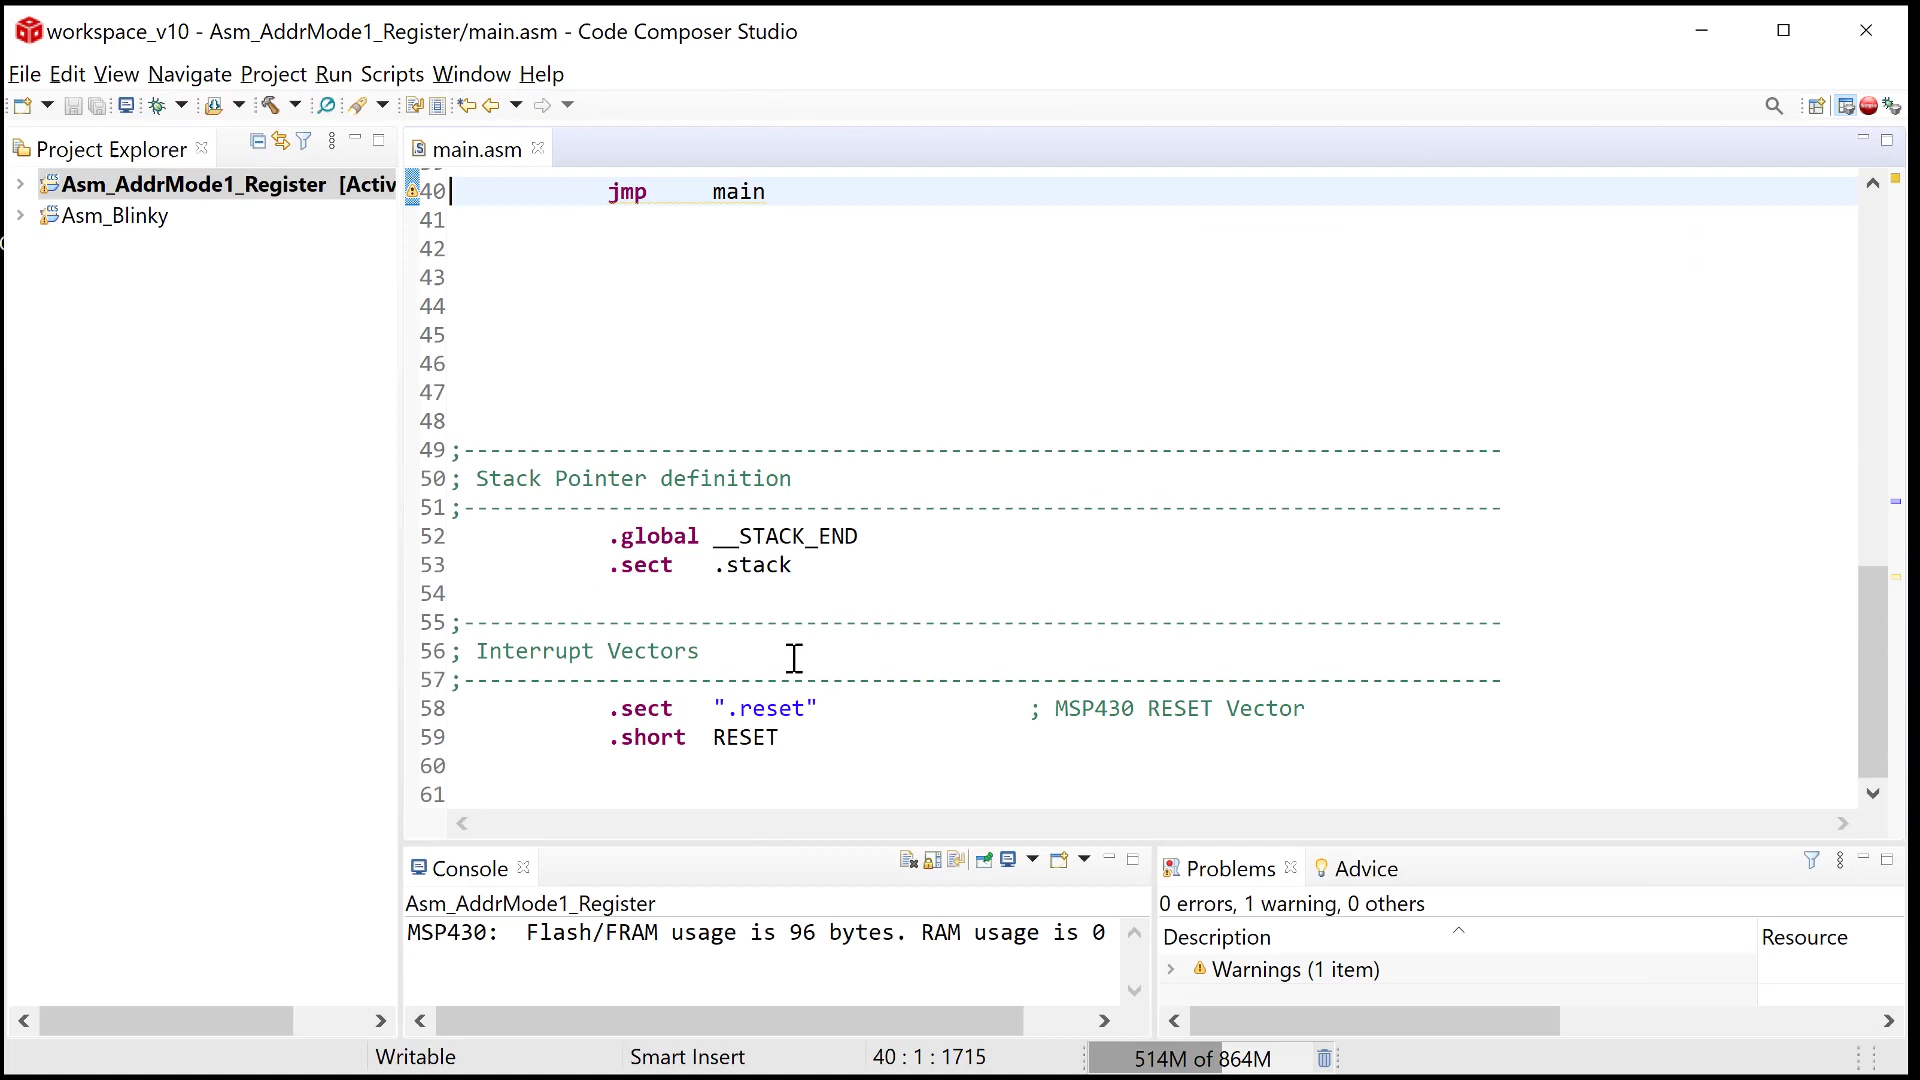 workspace_v10 - Asm_AddrMode1_Register/main.asm - Code Composer Studio
File Edit View Navigate Project Run Scripts Window Help
Project Explorer
Asm_AddrMode1_Register [Activ
Asm_Blinky
main.asm
40 jmp main
41
42
43
44
45
46
47
48
49 ;-------------------------------------------------------------------------------
50 ; Stack Pointer definition
51 ;-------------------------------------------------------------------------------
52 .global __STACK_END
53 .sect .stack
54
55 ;-------------------------------------------------------------------------------
56 ; Interrupt Vectors
57 ;-------------------------------------------------------------------------------
58 .sect ".reset" ; MSP430 RESET Vector
59 .short RESET
60
61
Console
Asm_AddrMode1_Register
MSP430: Flash/FRAM usage is 96 bytes. RAM usage is 0
Problems Advice
0 errors, 1 warning, 0 others
Description Resource
Warnings (1 item)
Writable Smart Insert 40 : 1 : 1715 514M of 864M